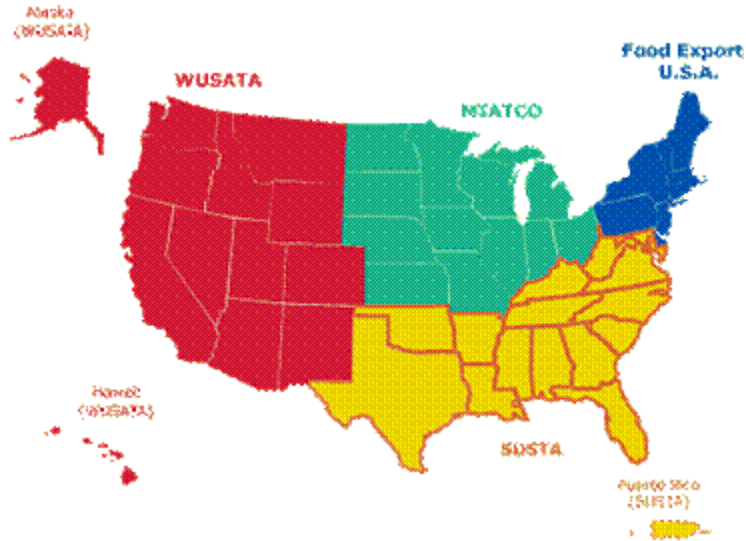 Alaska
(WUSATA)
WUSATA
Food Export
U.S.A.
MIATCO
Hawaii
(WUSATA)
SUSTA
Puerto Rico
(SUSTA)